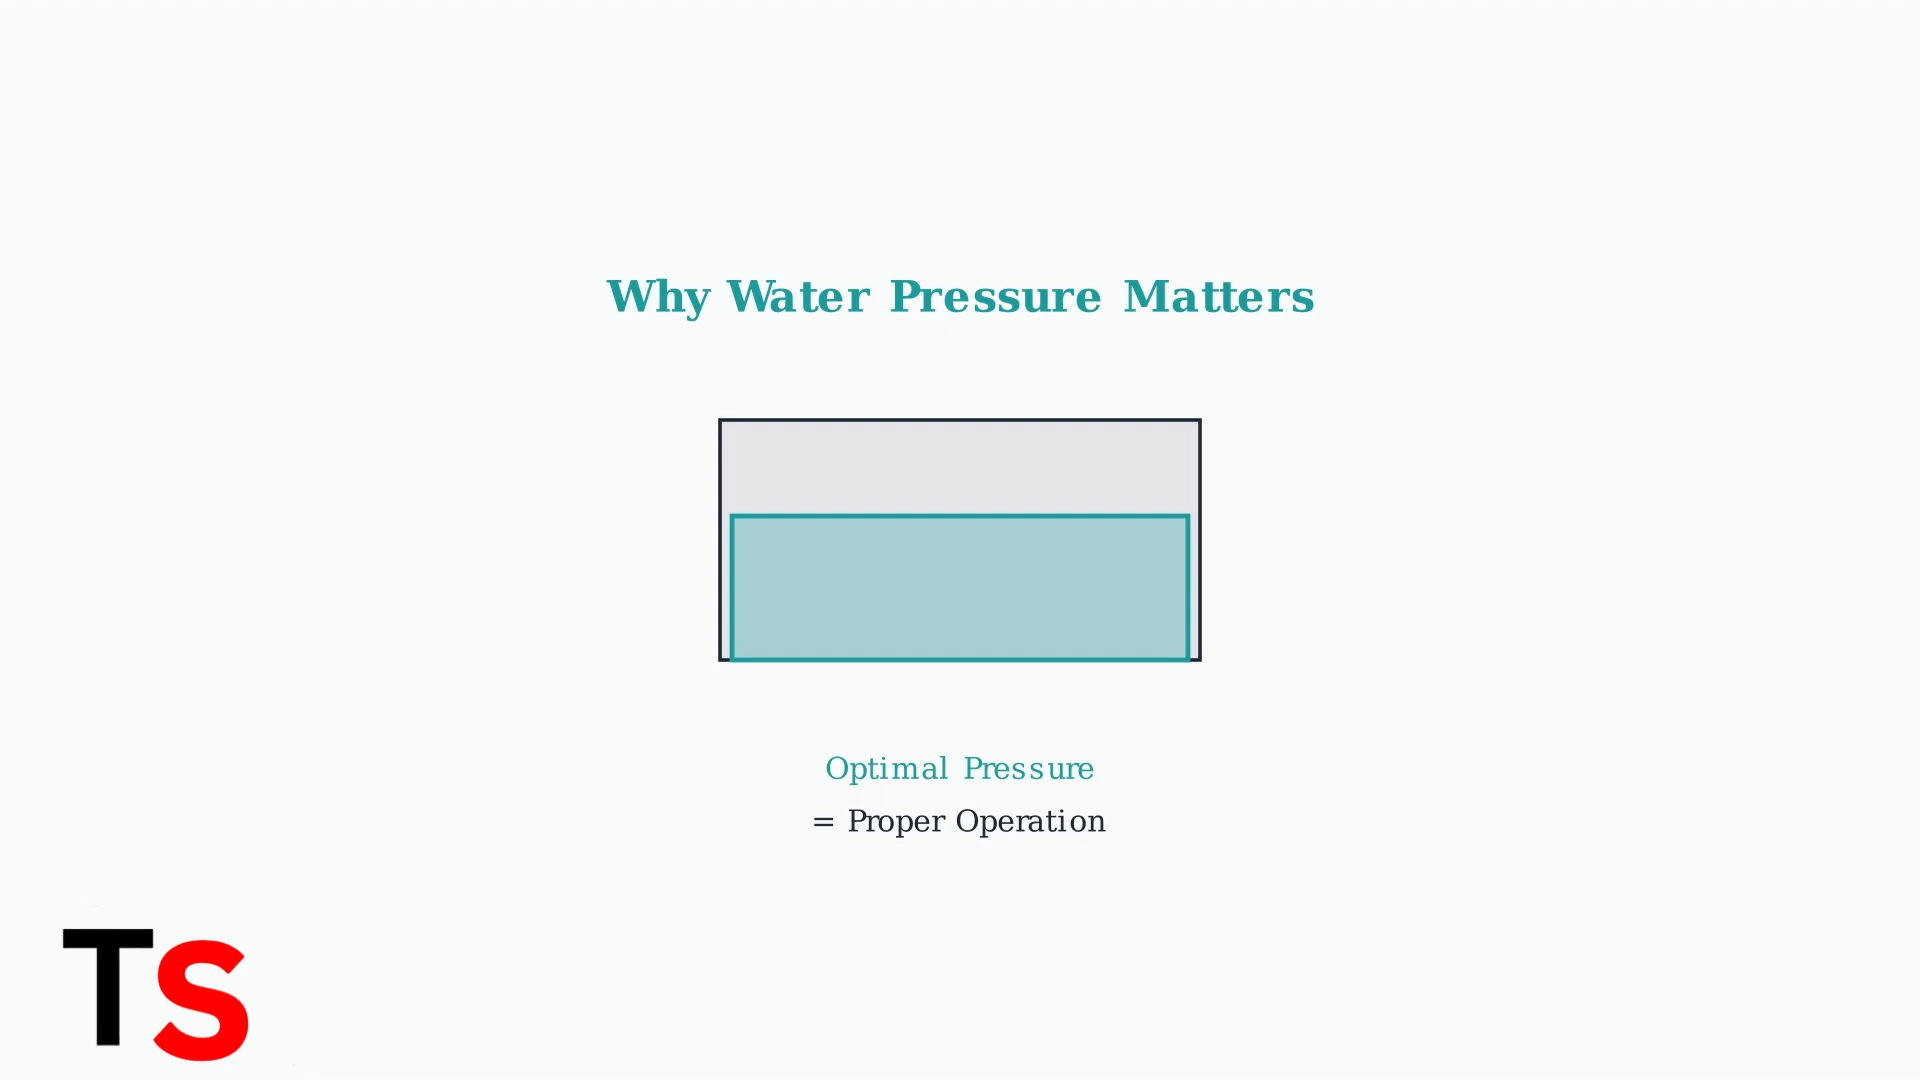 Why Water Pressure Matters
Optimal Pressure
= Proper Operation
TS